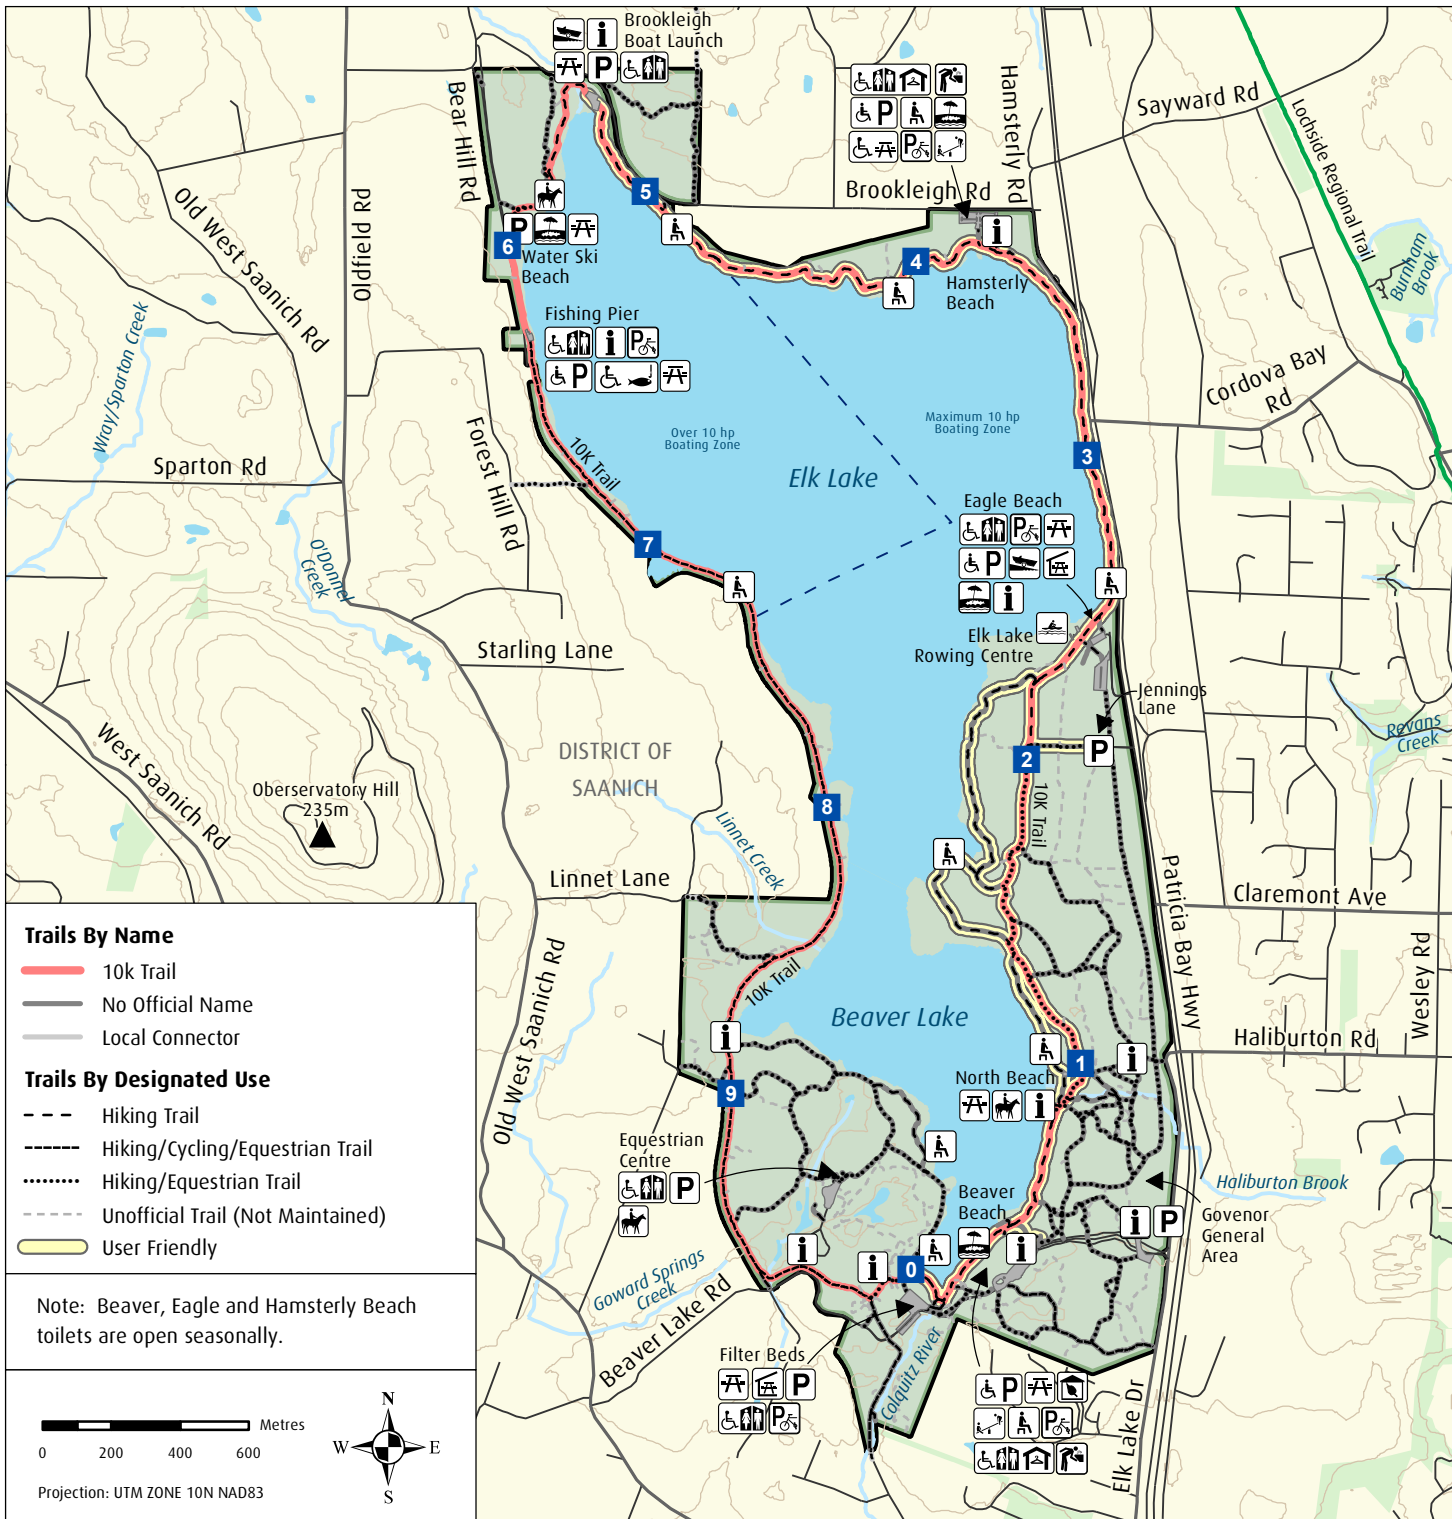 Brookleigh
Boat Launch
i
P
P
P
i
Hamsterly Rd
Sayward Rd
Lochside Regional Trail
Bear Hill Rd
Oldfield Rd
Old West Saanich Rd
Brookleigh Rd
Burnham
Brook
5
P
6
Water Ski
Beach
4
Hamsterly
Beach
Fishing Pier
i
P
P
Wray/Sparton Creek
Cordova Bay
Rd
Maximum 10 hp
Boating Zone
Over 10 hp
Boating Zone
Forest Hill Rd
10K Trail
3
Sparton Rd
Elk Lake
Eagle Beach
P
P
i
7
O'Donnel
Creek
Elk Lake
Rowing Centre
Starling Lane
Jennings
Lane
P
Revans
Creek
West Saanich Rd
DISTRICT OF
SAANICH
2
10K Trail
Oberservatory Hill
235m
8
Linnet Creek
Linnet Lane
Patricia Bay Hwy
Claremont Ave
Wesley Rd
Old West Saanich Rd
10K Trail
Beaver Lake
Haliburton Rd
i
i
1
9
North Beach
i
Equestrian
Centre
P
Beaver
Beach
Haliburton Brook
Govenor
General
Area
i
P
i
i
i
0
Goward Springs
Creek
Beaver Lake Rd
Filter Beds
P
P
Colquitz River
P
P
Elk Lake Dr
Trails By Name
10k Trail
No Official Name
Local Connector
Trails By Designated Use
Hiking Trail
Hiking/Cycling/Equestrian Trail
Hiking/Equestrian Trail
Unofficial Trail (Not Maintained)
User Friendly
Note: Beaver, Eagle and Hamsterly Beach
toilets are open seasonally.
Metres
0 200 400 600
Projection: UTM ZONE 10N NAD83
N
W E
S